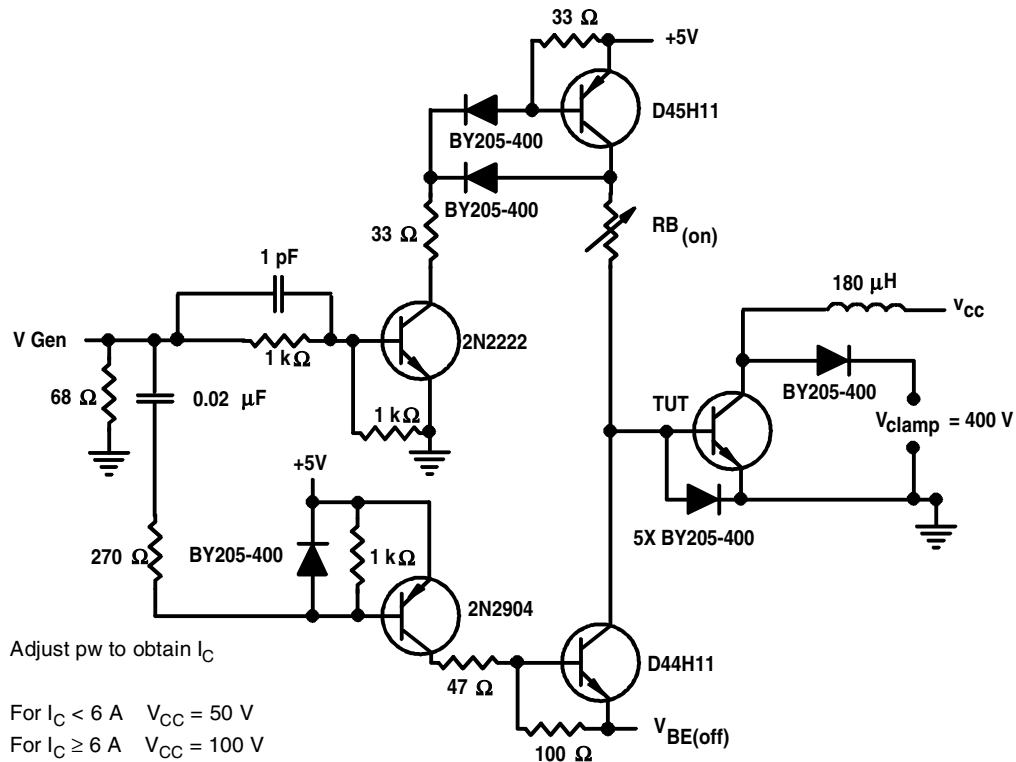 33 Ω
+5V
D45H11
BY205-400
BY205-400
33 Ω
RB(on)
1 pF
180 μH
vCC
V Gen
1 kΩ
2N2222
BY205-400
68 Ω
0.02 μF
TUT
Vclamp = 400 V
1 kΩ
+5V
5X BY205-400
270 Ω
BY205-400
1 kΩ
2N2904
Adjust pw to obtain IC
D44H11
47 Ω
For IC < 6 A VCC = 50 V
VBE(off)
For IC ≥ 6 A VCC = 100 V
100 Ω